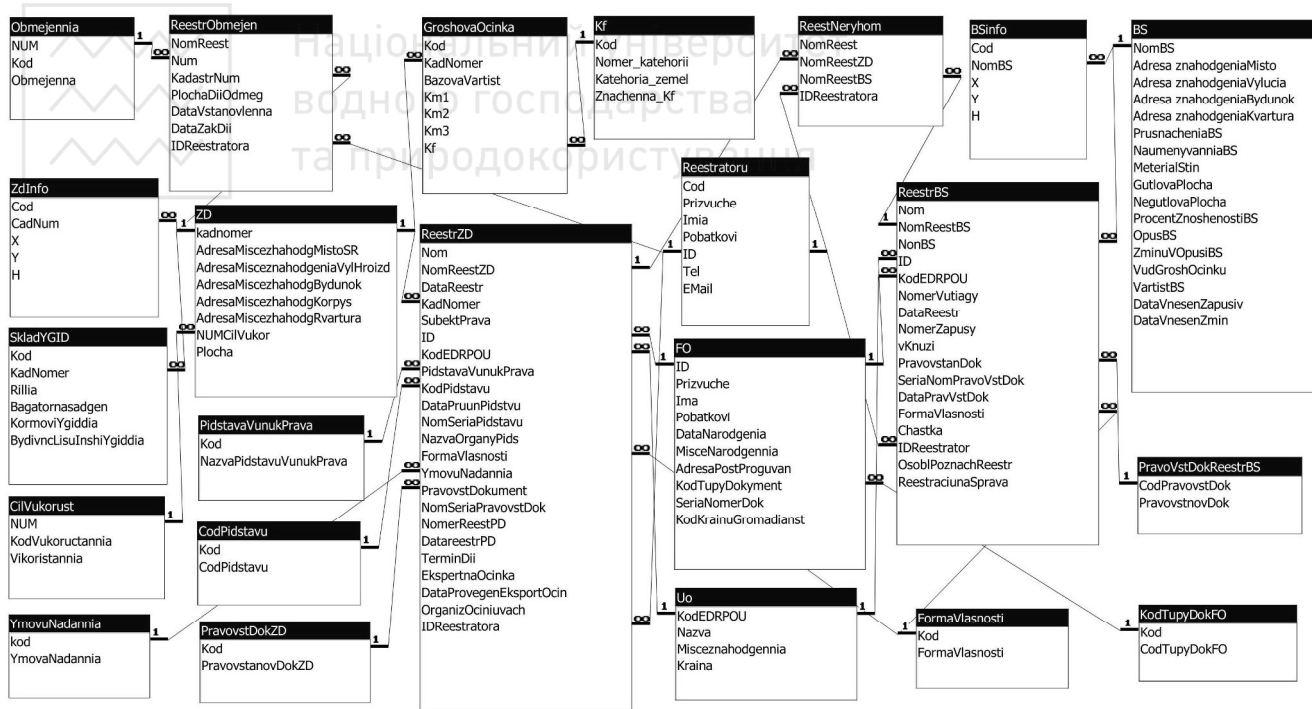 Національний університет
водного господарства
та природокористування
Obmejennia
NUM
Kod
Obmejenna
ReestrObmejen
NomReest
Num
KadastrNum
PlochaDiiOdmeg
DataVstanovlenna
DataZakDii
IDReestratora
GroshovaOcinka
Kod
KadNomer
BazovaVartist
Km1
Km2
Km3
Kf
Kf
Kod
Nomer_katehorii
Katehoria_zemel
Znachenna_Kf
ReestNeryhom
NomReest
NomReestZD
NomReestBS
IDReestratora
BSinfo
Cod
NomBS
X
Y
H
BS
NomBS
Adresa znahodgeniaMisto
Adresa znahodgeniaVylucia
Adresa znahodgeniaBydunok
Adresa znahodgeniaKvartura
PrusnacheniaBS
NaumenyvanniaBS
MeterialStin
GutlovaPlocha
NegutlovaPlocha
ProcentZnoshenostiBS
OpusBS
ZminuVOpusiBS
VudGroshOcinku
VartistBS
DataVnesenZapusiv
DataVnesenZmin
ZdInfo
Cod
CadNum
X
Y
H
ZD
kadnomer
AdresaMiscezhahodgMistoSR
AdresaMisceznahodgeniaVylHroizd
AdresaMiscezhahodgBydunok
AdresaMiscezhahodgKorpys
AdresaMiscezhahodgRvartura
NUMCilVukor
Plocha
ReestrZD
Nom
NomReestZD
DataReestr
KadNomer
SubektPrava
ID
KodEDRPOU
PidstavaVunukPrava
KodPidstavu
DataPruunPidstvu
NomSeriaPidstavu
NazvaOrganyPids
FormaVlasnosti
YmovuNadannia
PravovstDokument
NomSeriaPravovstDok
NomerReestPD
DatareestrPD
TerminDii
EkspertnaOcinka
DataProvegenEksportOcin
OrganizOciniuvach
IDReestratora
Reestratoru
Cod
Prizvuche
Imia
Pobatkovi
ID
Tel
EMail
ReestrBS
Nom
NomReestBS
NonBS
ID
KodEDRPOU
NomerVutiagy
DataReestr
NomerZapusy
vKnuzi
PravovstanDok
SeriaNomPravoVstDok
DataPravVstDok
FormaVlasnosti
Chastka
IDReestrator
OsoblPoznachReestr
ReestraciunaSprava
SkladYGID
Kod
KadNomer
Rillia
Bagatornasadgen
KormoviYgiddia
BydivncLisuInshiYgiddia
PidstavaVunukPrava
Kod
NazvaPidstavuVunukPrava
FO
ID
Prizvuche
Ima
Pobatkovi
DataNarodgenia
MisceNarodgennia
AdresaPostProguvan
KodTupyDokyment
SeriaNomerDok
KodKrainuGromadianst
PravoVstDokReestrBS
CodPravovstDok
PravovstnovDok
CilVukorust
NUM
KodVukoructannia
Vikoristannia
CodPidstavu
Kod
CodPidstavu
YmovuNadannia
kod
YmovaNadannia
PravovstDokZD
Kod
PravovstanovDokZD
Uo
KodEDRPOU
Nazva
Misceznahodgennia
Kraina
FormaVlasnosti
Kod
FormaVlasnosti
KodTupyDokFO
Kod
CodTupyDokFO